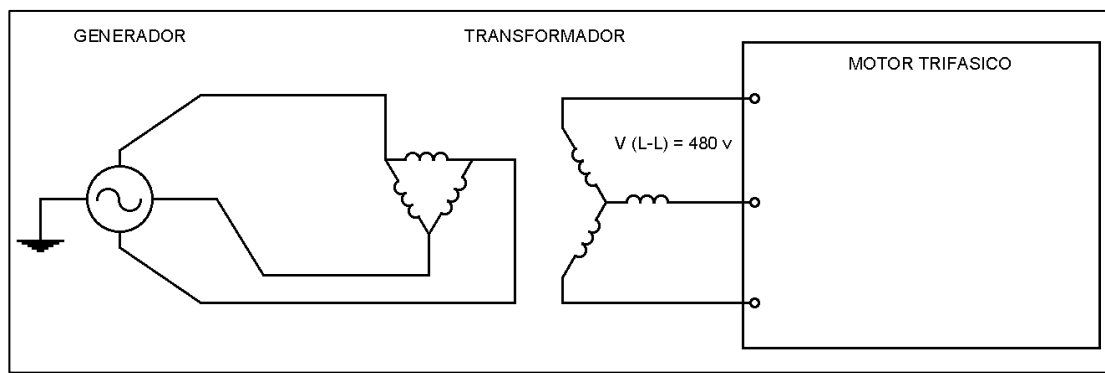 GENERADOR
TRANSFORMADOR
MOTOR TRIFASICO
V (L-L) = 480 v